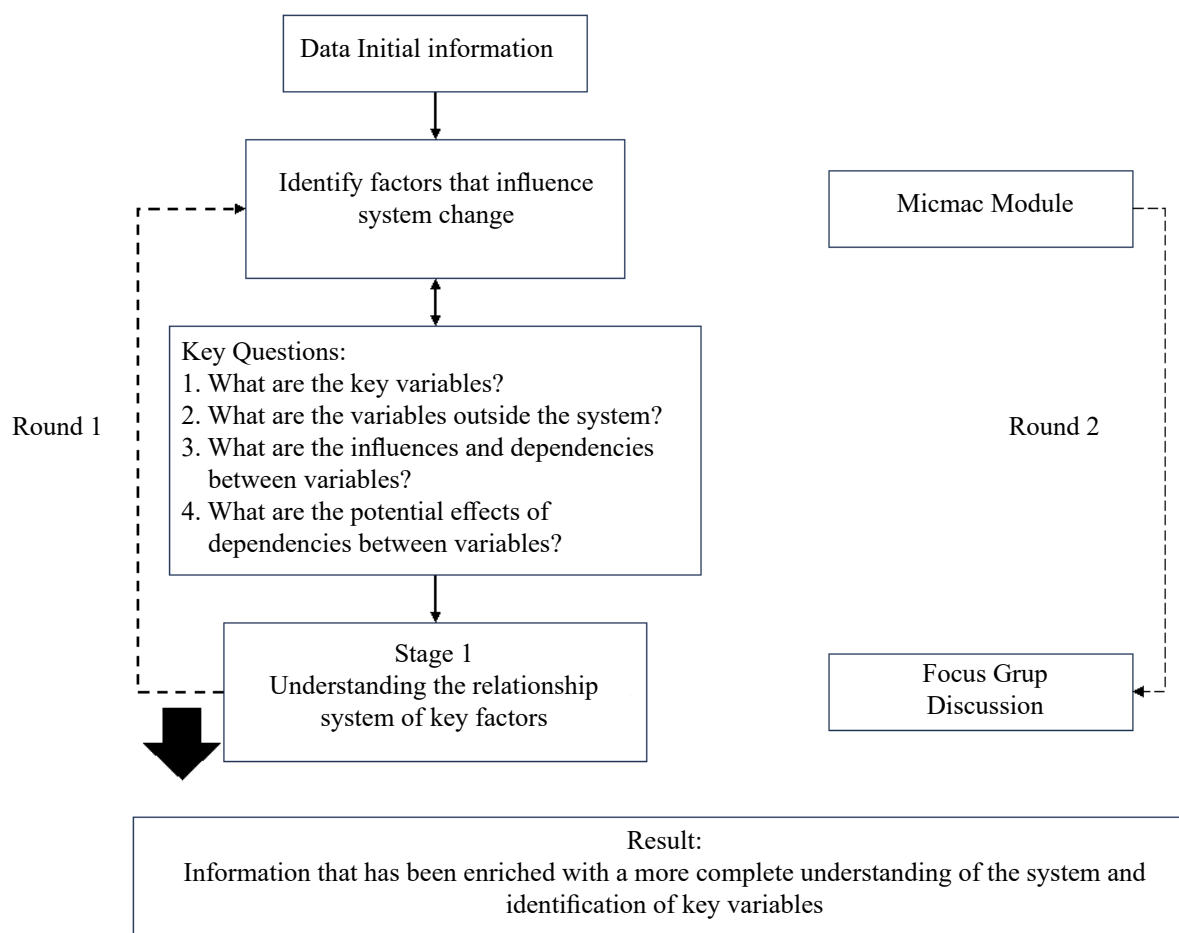 Data Initial information
Identify factors that influence
system change
Micmac Module
Key Questions:
1. What are the key variables?
2. What are the variables outside the system?
3. What are the influences and dependencies
between variables?
4. What are the potential effects of
dependencies between variables?
Round 1
Round 2
Stage 1
Understanding the relationship
system of key factors
Focus Grup
Discussion
Result:
Information that has been enriched with a more complete understanding of the system and
identification of key variables